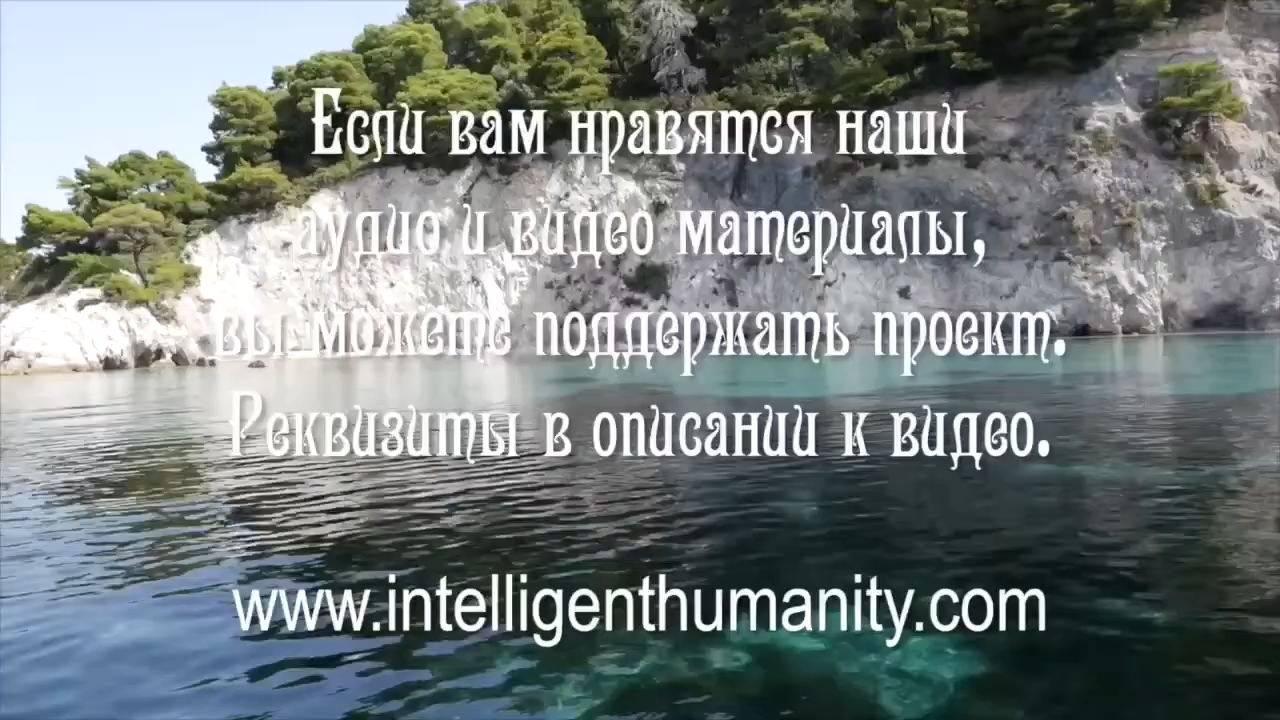 Если вам нравятся наши
аудио и видео материалы,
вы можете поддержать проект.
Реквизиты в описании к видео.
www.intelligenthumanity.com